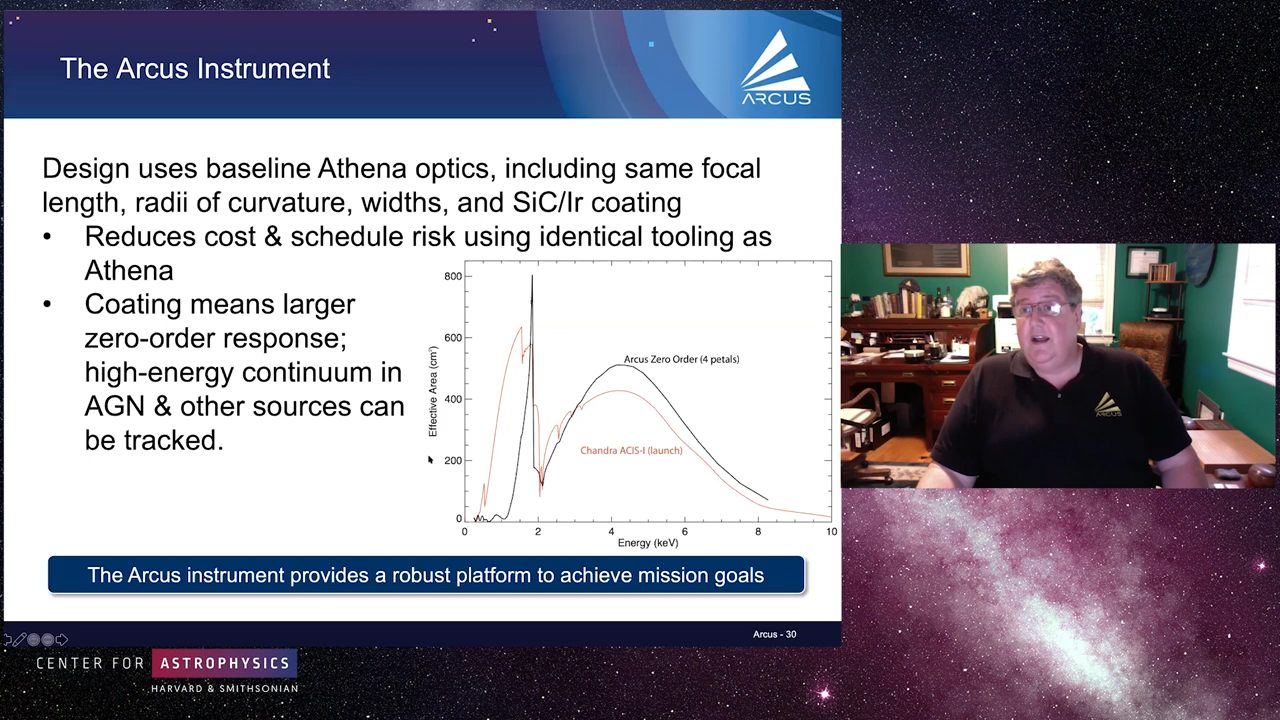 The Arcus Instrument
ARCUS
Design uses baseline Athena optics, including same focal
length, radii of curvature, widths, and SiC/Ir coating
• Reduces cost & schedule risk using identical tooling as
Athena
• Coating means larger
zero-order response;
high-energy continuum in
AGN & other sources can
be tracked.
800
600
400
200
0
Effective Area (cm²)
Arcus Zero Order (4 petals)
Chandra ACIS-I (launch)
0 2 4 6 8 10
Energy (keV)
The Arcus instrument provides a robust platform to achieve mission goals
Arcus - 30
ARCUS
CENTER FOR ASTROPHYSICS
HARVARD & SMITHSONIAN